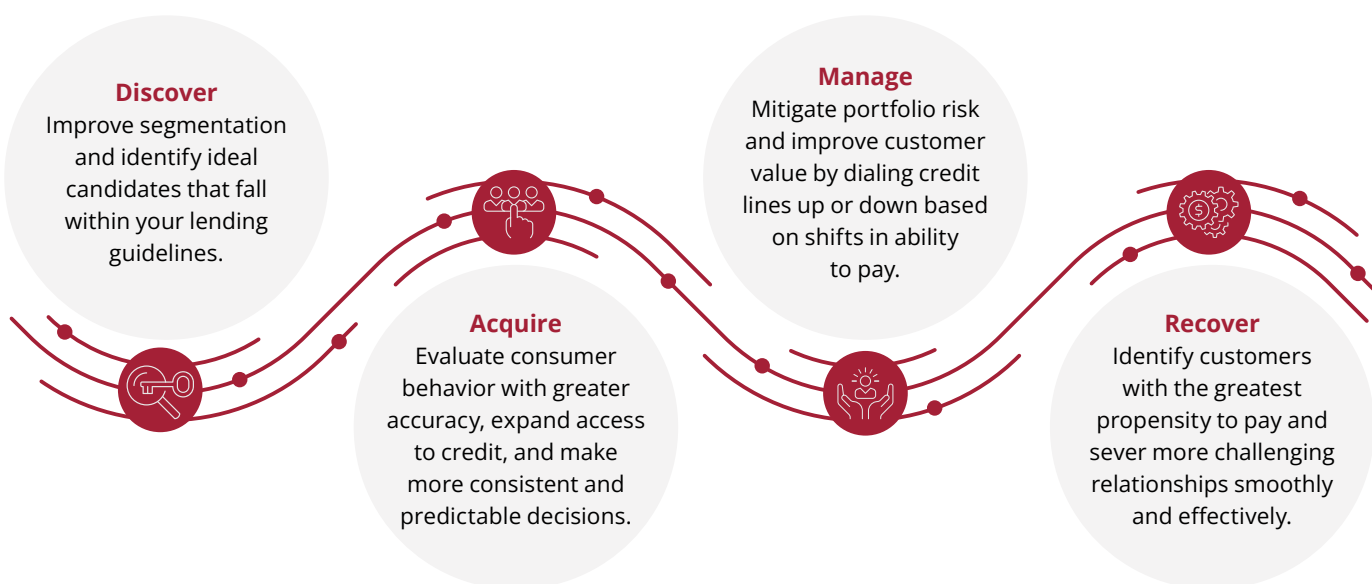 Discover
Improve segmentation
and identify ideal
candidates that fall
within your lending
guidelines.
Acquire
Evaluate consumer
behavior with greater
accuracy, expand access
to credit, and make
more consistent and
predictable decisions.
Manage
Mitigate portfolio risk
and improve customer
value by dialing credit
lines up or down based
on shifts in ability
to pay.
Recover
Identify customers
with the greatest
propensity to pay and
sever more challenging
relationships smoothly
and effectively.
$